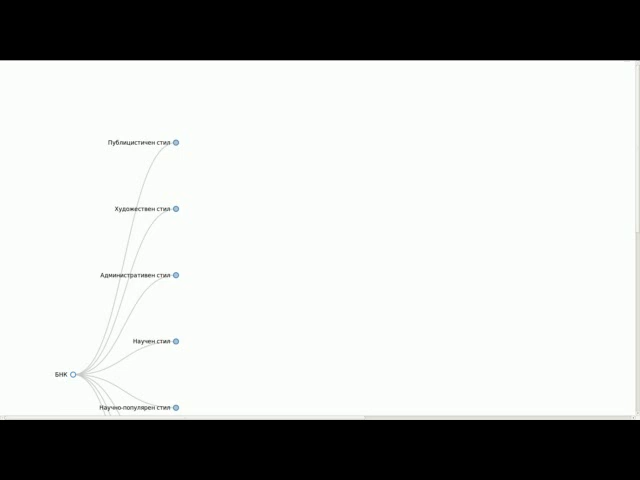 Публицистичен стил
Художествен стил
Административен стил
Научен стил
БНК
Научно-популярен стил